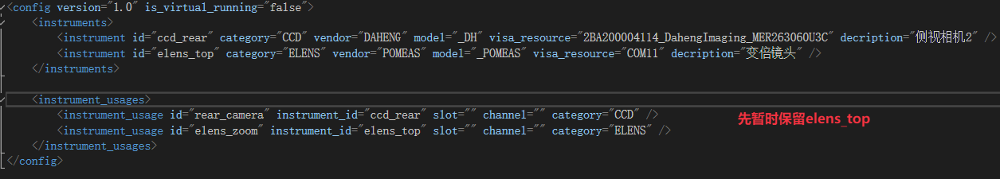 <config version="1.0" is_virtual_running="false">
<instruments>
<instrument id="ccd_rear" category="CCD" vendor="DAHENG" model="_DH" visa_resource="2BA200004114_DahengImaging_MER263060U3C" decription="侧视相机2" />
<instrument id="elens_top" category="ELENS" vendor="POMEAS" model="_POMEAS" visa_resource="COM11" decription="变倍镜头" />
</instruments>
<instrument_usages>
<instrument_usage id="rear_camera" instrument_id="ccd_rear" slot="" channel="" category="CCD" />
<instrument_usage id="elens_zoom" instrument_id="elens_top" slot="" channel="" category="ELENS" />
先暂时保留elens_top
</instrument_usages>
</config>